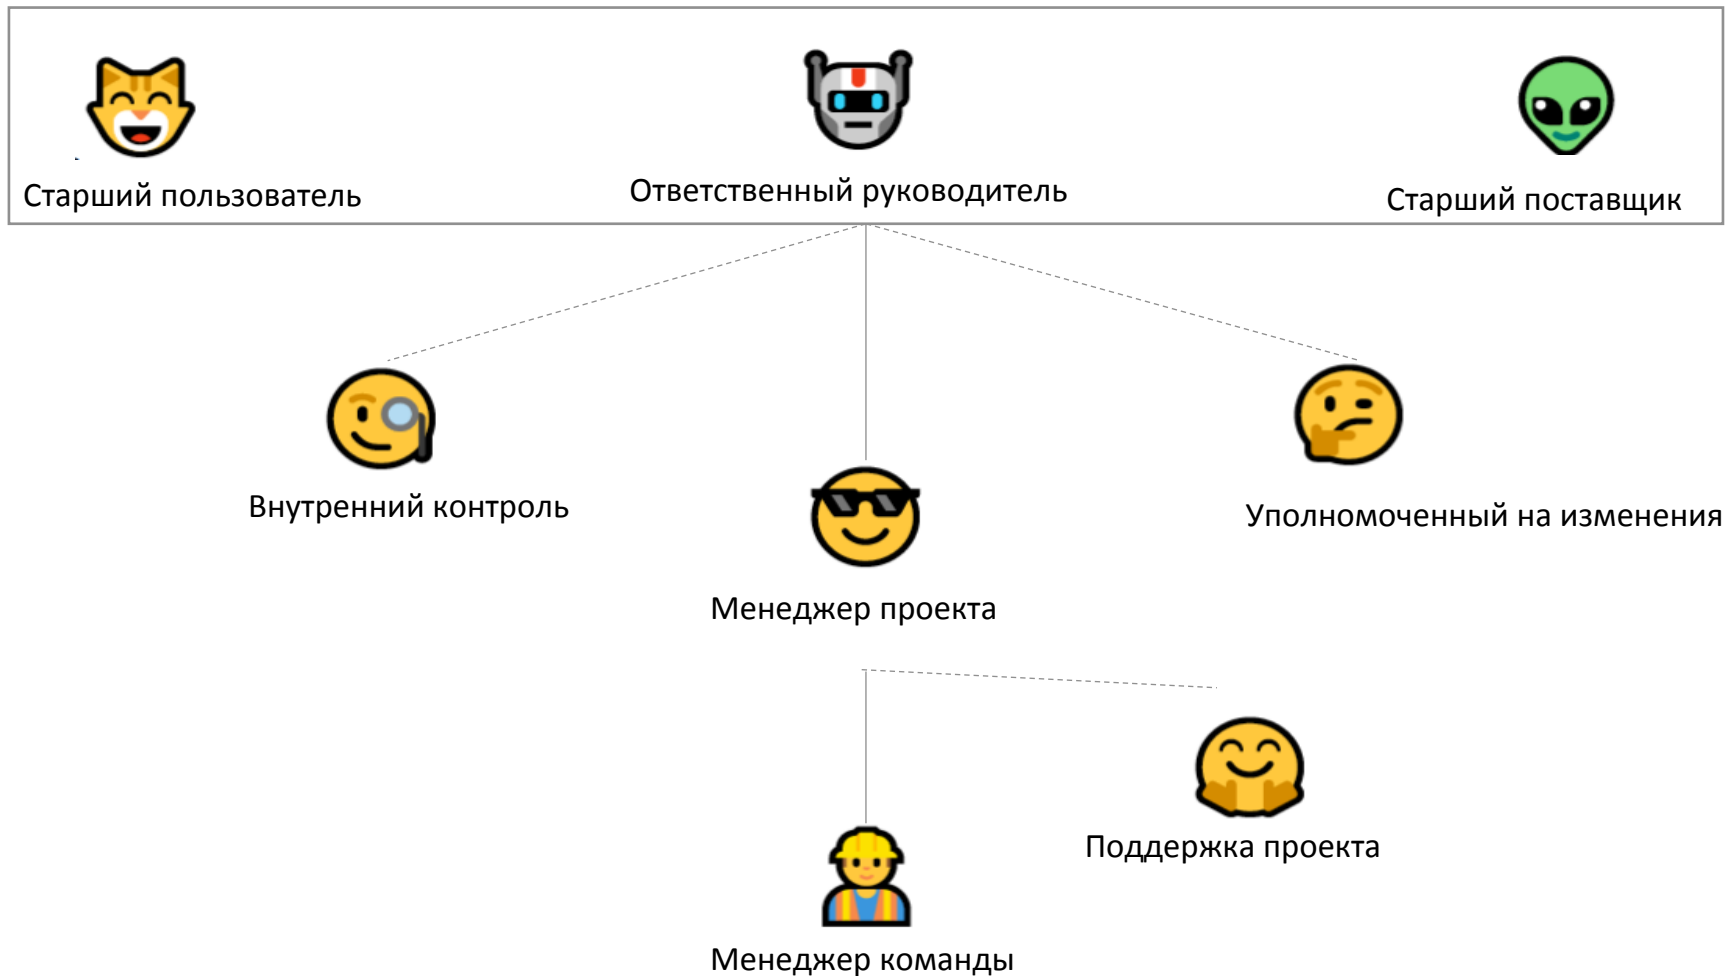 Старший пользователь
Ответственный руководитель
Старший поставщик
Внутренний контроль
Уполномоченный на изменения
Менеджер проекта
Поддержка проекта
Менеджер команды